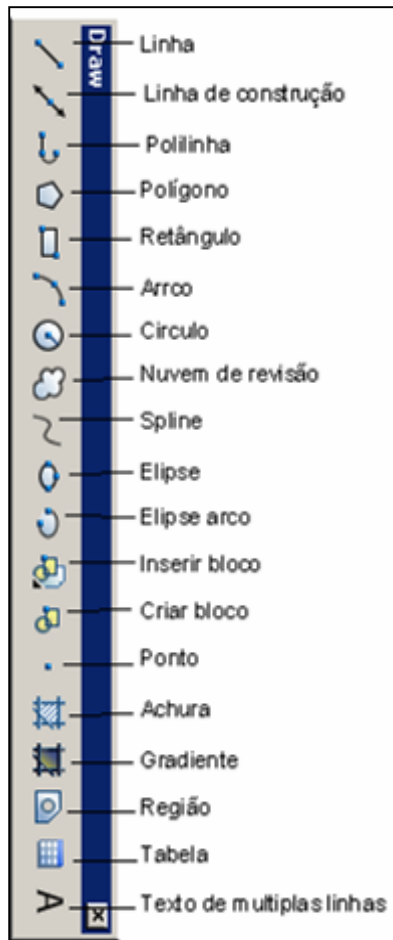 Draw
Linha
Linha de construção
Polilinha
Polígono
Retângulo
Arrco
Circulo
Nuvem de revisão
Spline
Elipse
Elipse arco
Inserir bloco
Criar bloco
Ponto
Achura
Gradiente
Região
Tabela
A
Texto de multiplas linhas